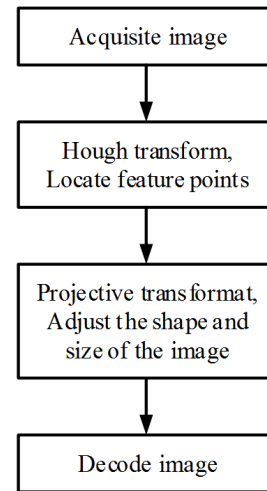 Acquisite image
Hough transform,
Locate feature points
Projective transformat,
Adjust the shape and
size of the image
Decode image